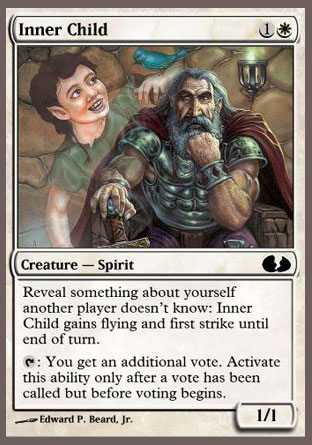 Inner Child 1
Creature — Spirit
Reveal something about yourself
another player doesn't know: Inner
Child gains flying and first strike until
end of turn.
: You get an additional vote. Activate
this ability only after a vote has been
called but before voting begins.
Edward P. Beard, Jr.
1/1